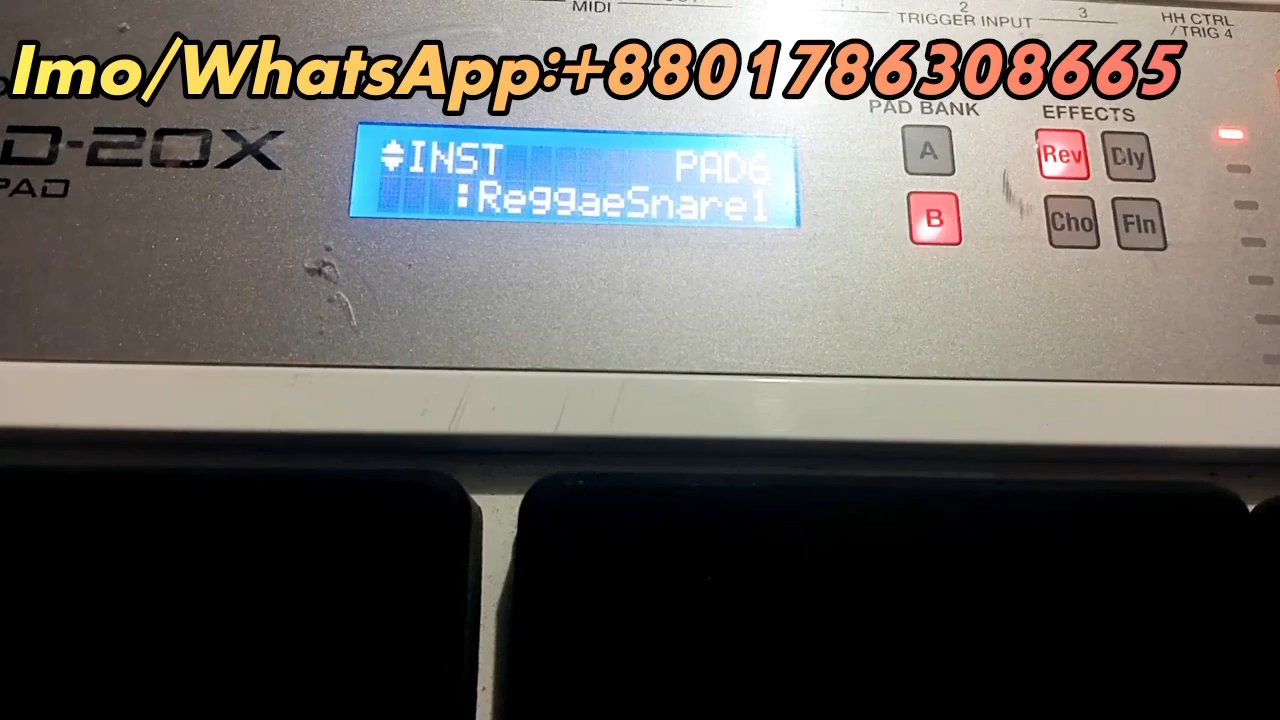 MIDI
2
3
TRIGGER INPUT
HH CTRL
/TRIG 4
Imo/WhatsApp:+8801786308665
D-20X
PAD
INST PAD6
:ReggaeSnare1
PAD BANK
A
B
EFFECTS
Rev Dly
Cho Fln